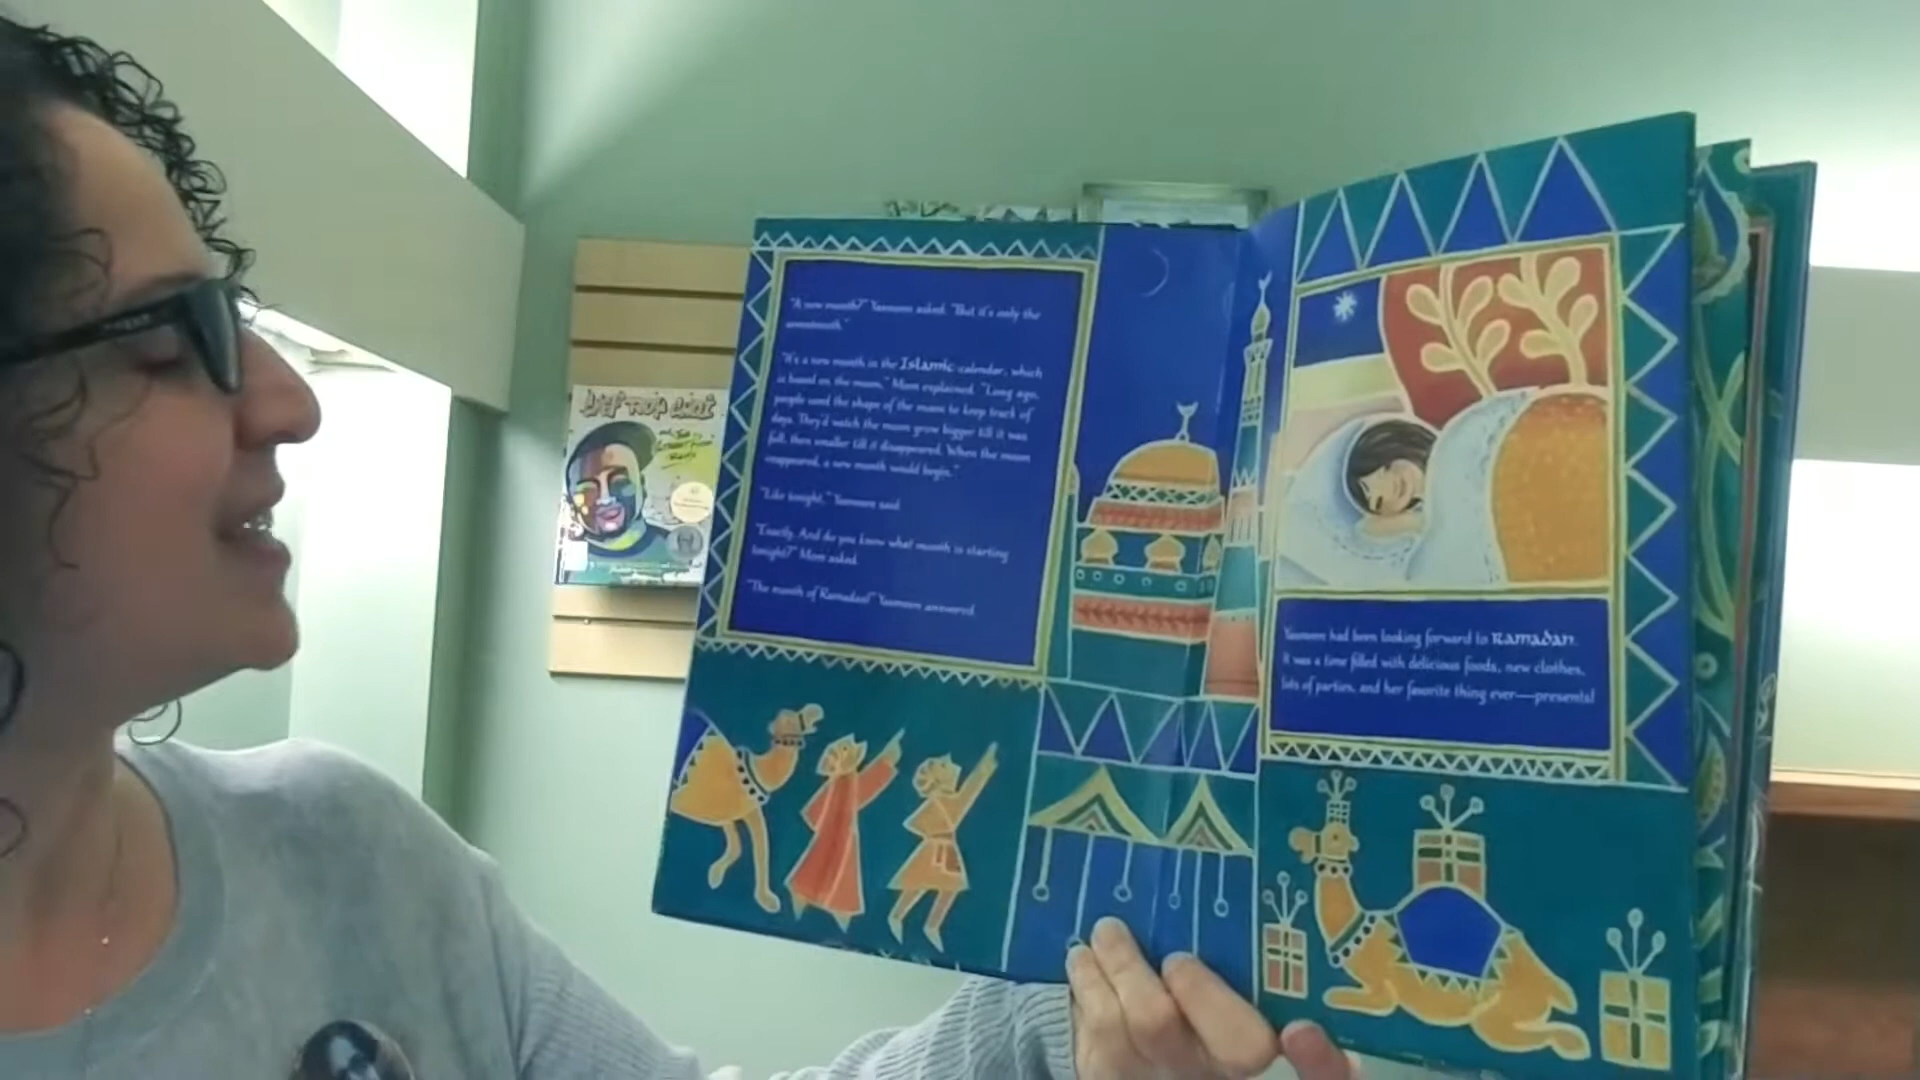 "A new month?" Yasmeen asked. "But it's only the
seventeenth."
"It's a new month in the Islamic calendar, which
is based on the moon," Mom explained. "Long ago,
people used the shape of the moon to keep track of
days. They'd watch the moon grow bigger till it was
full, then smaller till it disappeared. When the moon
reappeared, a new month would begin."
"Like tonight," Yasmeen said.
"Exactly. And do you know what month is starting
tonight?" Mom asked.
"The month of Ramadan!" Yasmeen answered.
Yasmeen had been looking forward to Ramadan.
It was a time filled with delicious foods, new clothes,
lots of parties, and her favorite thing ever—presents!